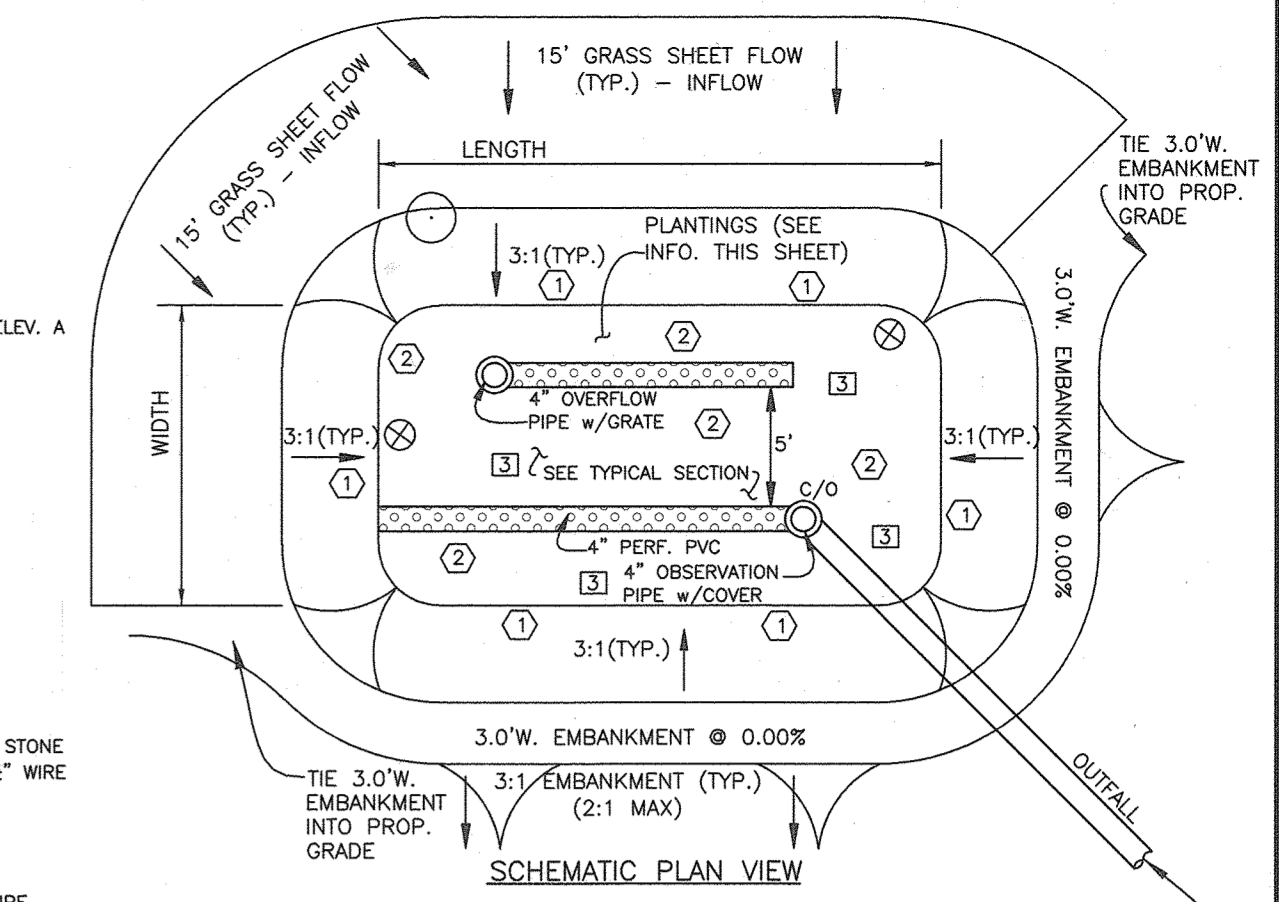 15' GRASS SHEET FLOW
(TYP.) – INFLOW
15' GRASS SHEET FLOW
(TYP.) – INFLOW
LENGTH
TIE 3.0'W.
EMBANKMENT
INTO PROP.
GRADE
PLANTINGS (SEE
INFO. THIS SHEET)
3:1(TYP.)
1
1
ELEV. A
2
2
3
WIDTH
4" OVERFLOW
PIPE w/GRATE
2
5'
3:1(TYP.)
3:1(TYP.)
3.0'W. EMBANKMENT @ 0.00%
3
SEE TYPICAL SECTION
2
1
C/O
1
4" PERF. PVC
3
2
3
4" OBSERVATION
PIPE w/COVER
1
1
3:1(TYP.)
3.0'W. EMBANKMENT @ 0.00%
STONE
" WIRE
TIE 3.0'W.
EMBANKMENT
INTO PROP.
GRADE
3:1 EMBANKMENT (TYP.)
(2:1 MAX)
OUTFALL
SCHEMATIC PLAN VIEW